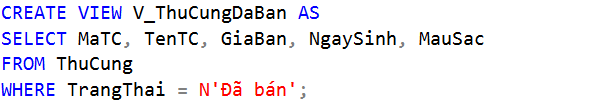 CREATE VIEW V_ThuCungDaBan AS
SELECT MaTC, TenTC, GiaBan, NgaySinh, MauSac
FROM ThuCung
WHERE TrangThai = N'Đã bán';